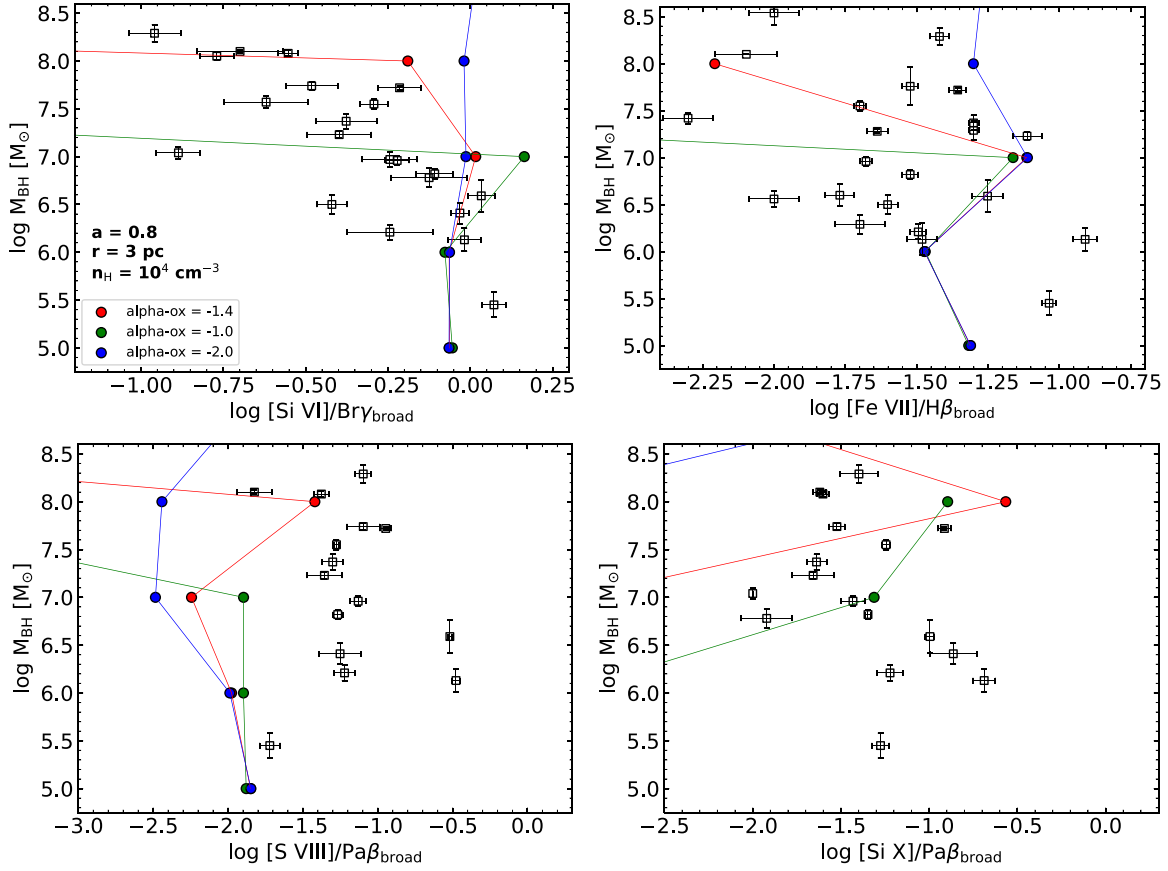 8.5
8.0
7.5
7.0
6.5
6.0
5.5
5.0
log M_BH [M_⊙]
a = 0.8
r = 3 pc
n_H = 10^4 cm^−3
alpha-ox = -1.4
alpha-ox = -1.0
alpha-ox = -2.0
−1.00 −0.75 −0.50 −0.25 0.00 0.25
log [Si VI]/Brγ_broad
8.5
8.0
7.5
7.0
6.5
6.0
5.5
5.0
log M_BH [M_⊙]
−2.25 −2.00 −1.75 −1.50 −1.25 −1.00 −0.75
log [Fe VII]/Hβ_broad
8.5
8.0
7.5
7.0
6.5
6.0
5.5
5.0
log M_BH [M_⊙]
−3.0 −2.5 −2.0 −1.5 −1.0 −0.5 0.0
log [S VIII]/Paβ_broad
8.5
8.0
7.5
7.0
6.5
6.0
5.5
5.0
log M_BH [M_⊙]
−2.5 −2.0 −1.5 −1.0 −0.5 0.0
log [Si X]/Paβ_broad